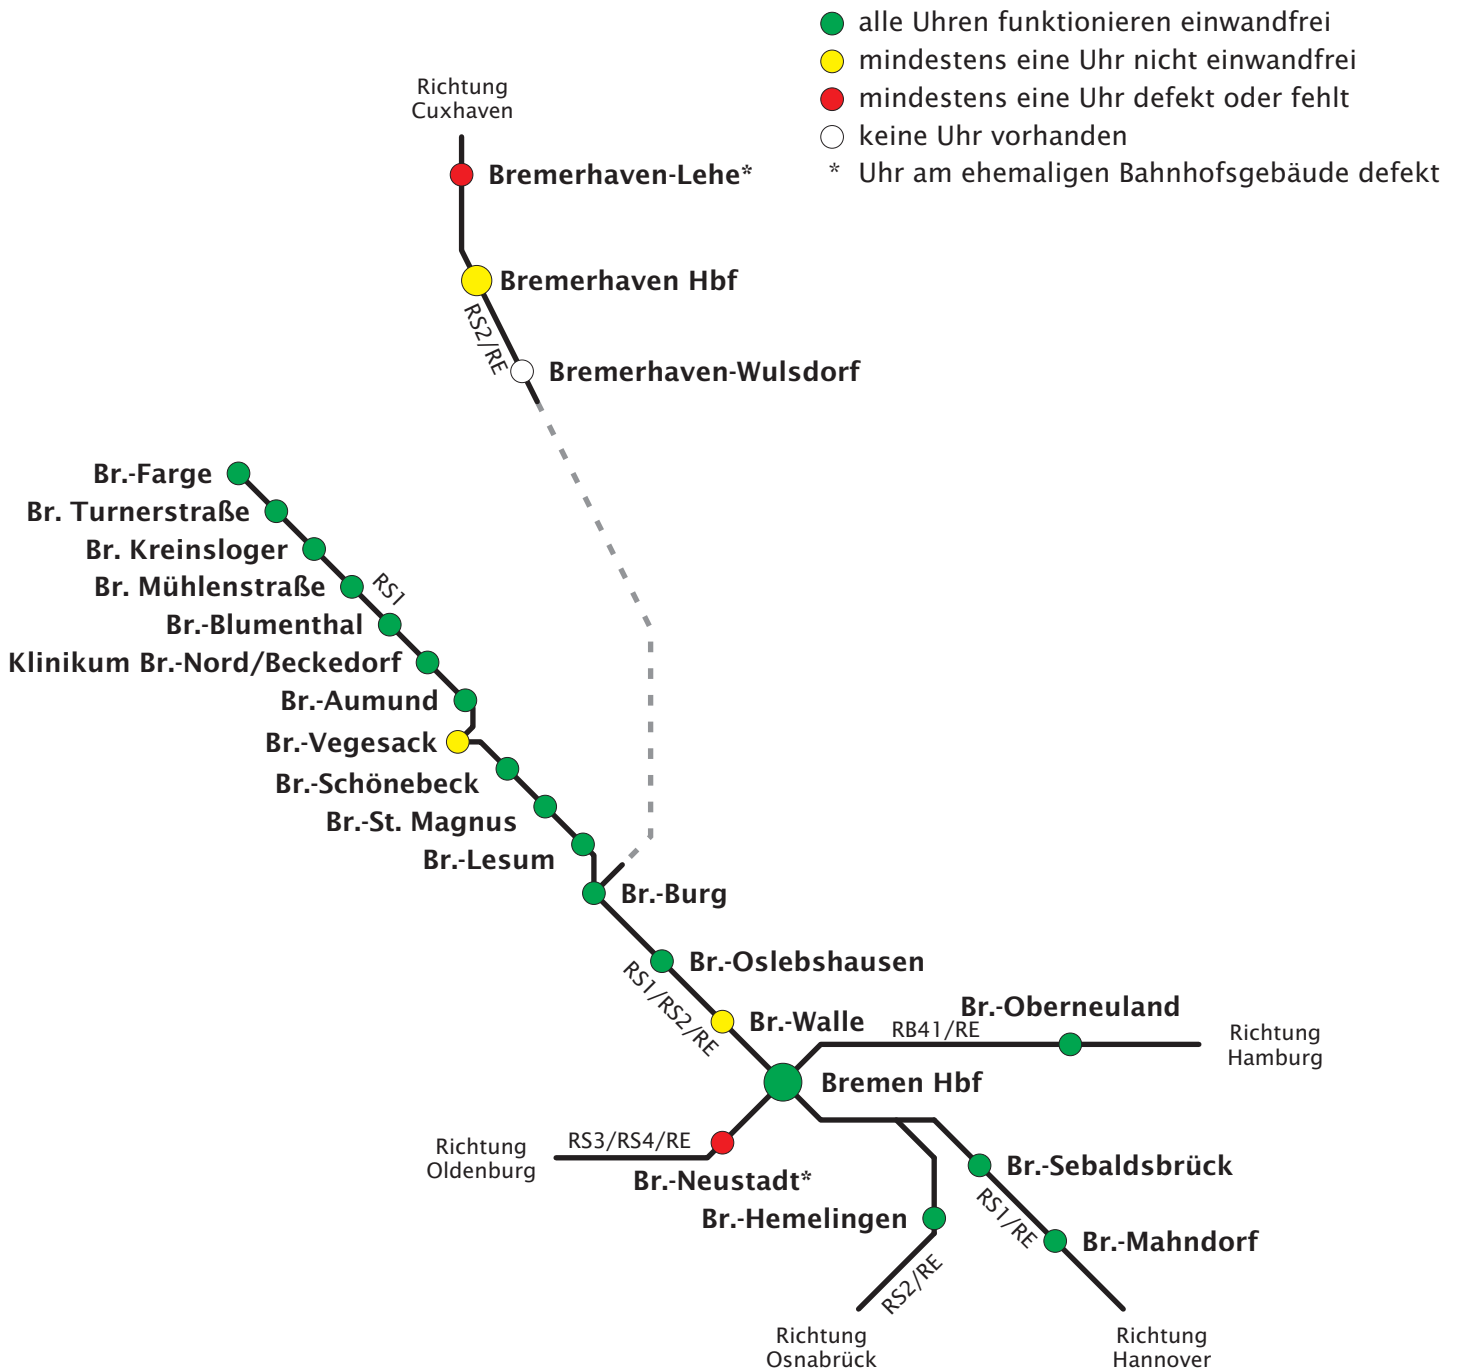 alle Uhren funktionieren einwandfrei
mindestens eine Uhr nicht einwandfrei
mindestens eine Uhr defekt oder fehlt
keine Uhr vorhanden
* Uhr am ehemaligen Bahnhofsgebäude defekt
Richtung
Cuxhaven
Bremerhaven-Lehe*
Bremerhaven Hbf
RS2/RE
Bremerhaven-Wulsdorf
Br.-Farge
Br. Turnerstraße
Br. Kreinsloger
Br. Mühlenstraße
RS1
Br.-Blumenthal
Klinikum Br.-Nord/Beckedorf
Br.-Aumund
Br.-Vegesack
Br.-Schönebeck
Br.-St. Magnus
Br.-Lesum
Br.-Burg
Br.-Oslebshausen
RS1/RS2/RE
Br.-Walle
Br.-Oberneuland
RB41/RE
Richtung
Hamburg
Bremen Hbf
Richtung
Oldenburg
RS3/RS4/RE
Br.-Neustadt*
Br.-Sebaldsbrück
Br.-Hemelingen
RS1/RE
Br.-Mahndorf
RS2/RE
Richtung
Osnabrück
Richtung
Hannover